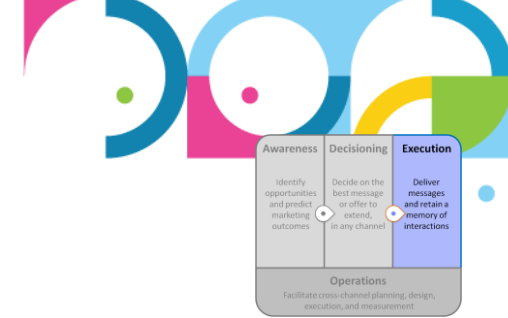 Awareness
Identify
opportunities
and predict
marketing
outcomes
Decisioning
Decide on the
best message
or offer to
extend,
in any channel
Execution
Deliver
messages
and retain a
memory of
interactions
Operations
Facilitate cross-channel planning, design,
execution, and measurement